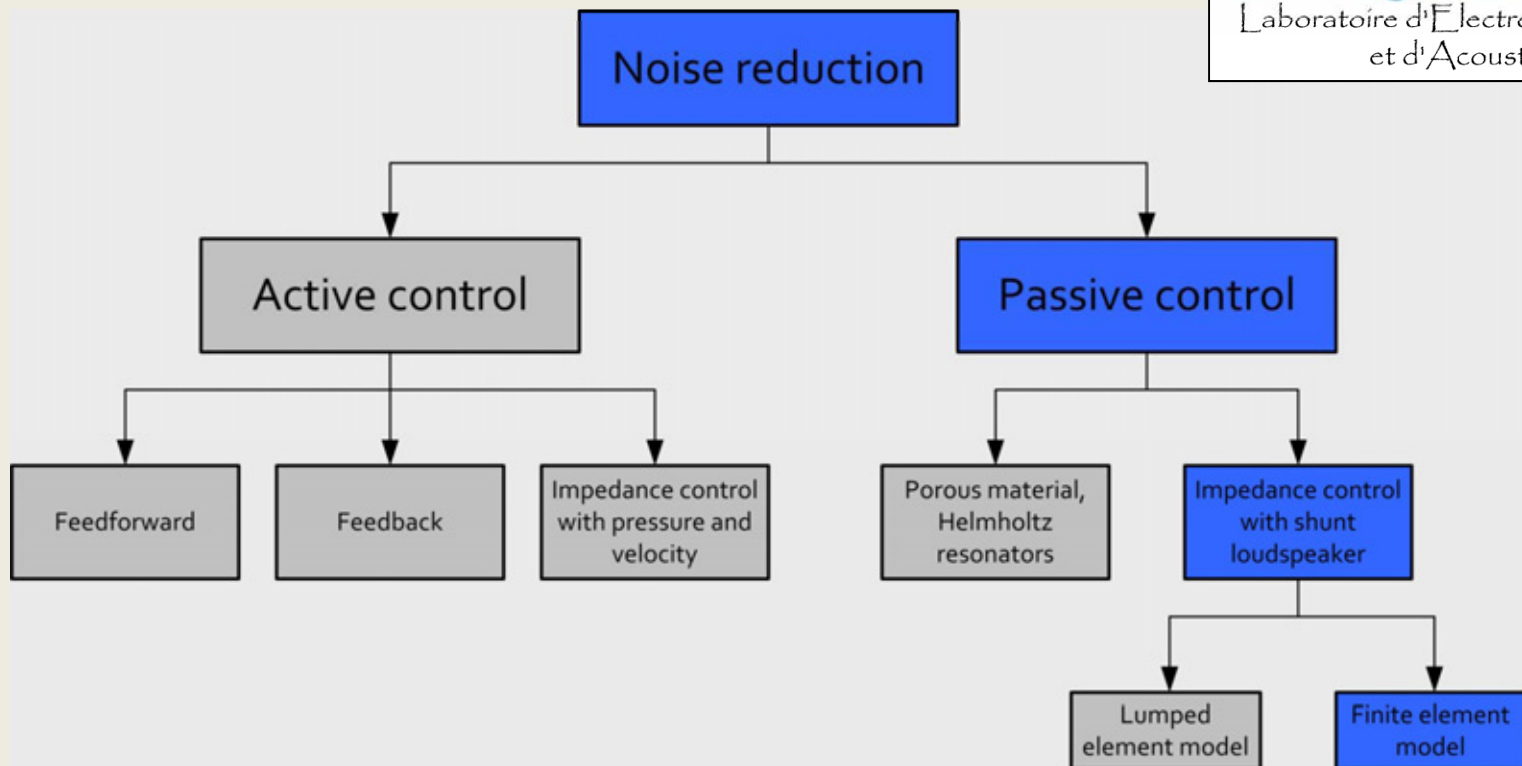 Laboratoire d'Electro
et d'Acoust
Noise reduction
Active control
Passive control
Feedforward
Feedback
Impedance control
with pressure and
velocity
Porous material,
Helmholtz
resonators
Impedance control
with shunt
loudspeaker
Lumped
element model
Finite element
model